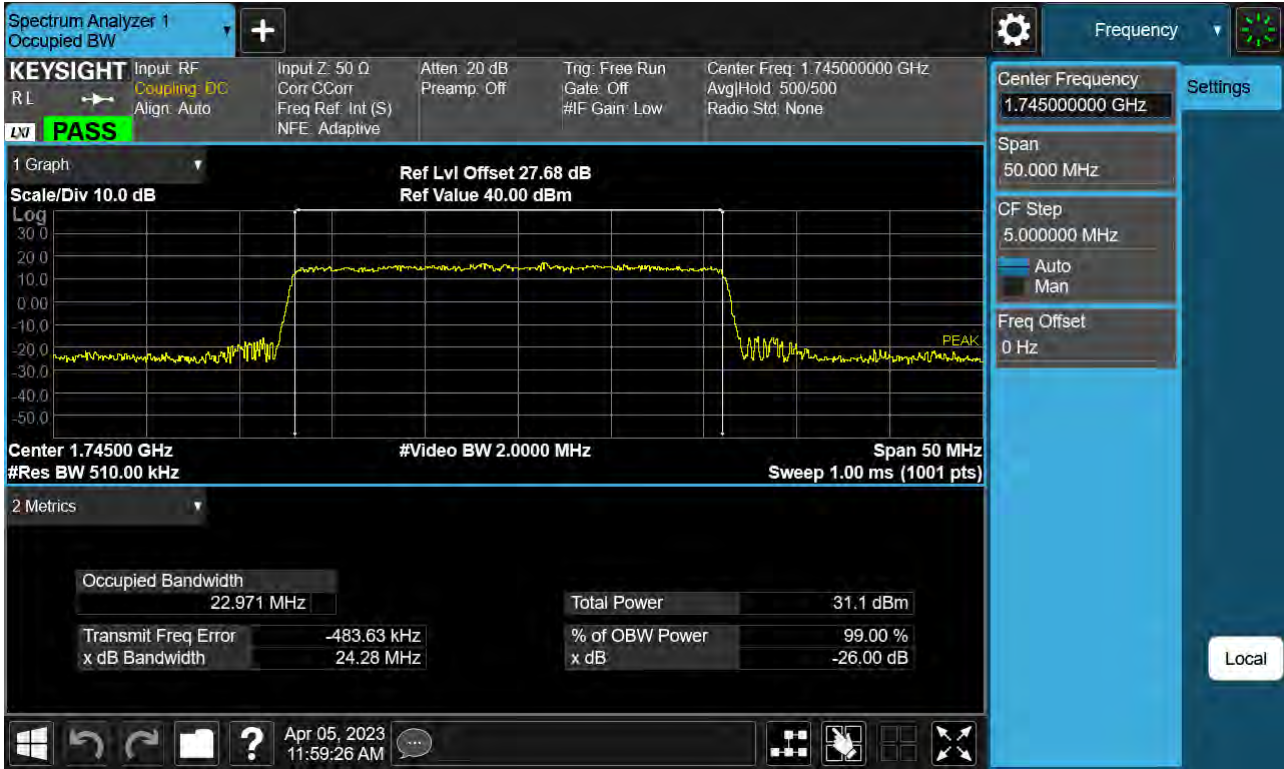 Spectrum Analyzer 1
Occupied BW
Frequency
KEYSIGHT
RL
LXI
PASS
Input: RF
Coupling: DC
Align: Auto
Input Z: 50 Ω
Corr CCorr
Freq Ref: Int (S)
NFE: Adaptive
Atten: 20 dB
Preamp: Off
Trig: Free Run
Gate: Off
#IF Gain: Low
Center Freq: 1.745000000 GHz
Avg|Hold: 500/500
Radio Std: None
1 Graph
Scale/Div 10.0 dB
Ref Lvl Offset 27.68 dB
Ref Value 40.00 dBm
Log
30.0
20.0
10.0
0.00
-10.0
-20.0
-30.0
-40.0
-50.0
PEAK
Center 1.74500 GHz
#Video BW 2.0000 MHz
Span 50 MHz
#Res BW 510.00 kHz
Sweep 1.00 ms (1001 pts)
2 Metrics
Occupied Bandwidth
22.971 MHz
Total Power 31.1 dBm
Transmit Freq Error -483.63 kHz
% of OBW Power 99.00 %
x dB Bandwidth 24.28 MHz
x dB -26.00 dB
Center Frequency
1.745000000 GHz
Settings
Span
50.000 MHz
CF Step
5.000000 MHz
Auto
Man
Freq Offset
0 Hz
Local
?
Apr 05, 2023
11:59:26 AM